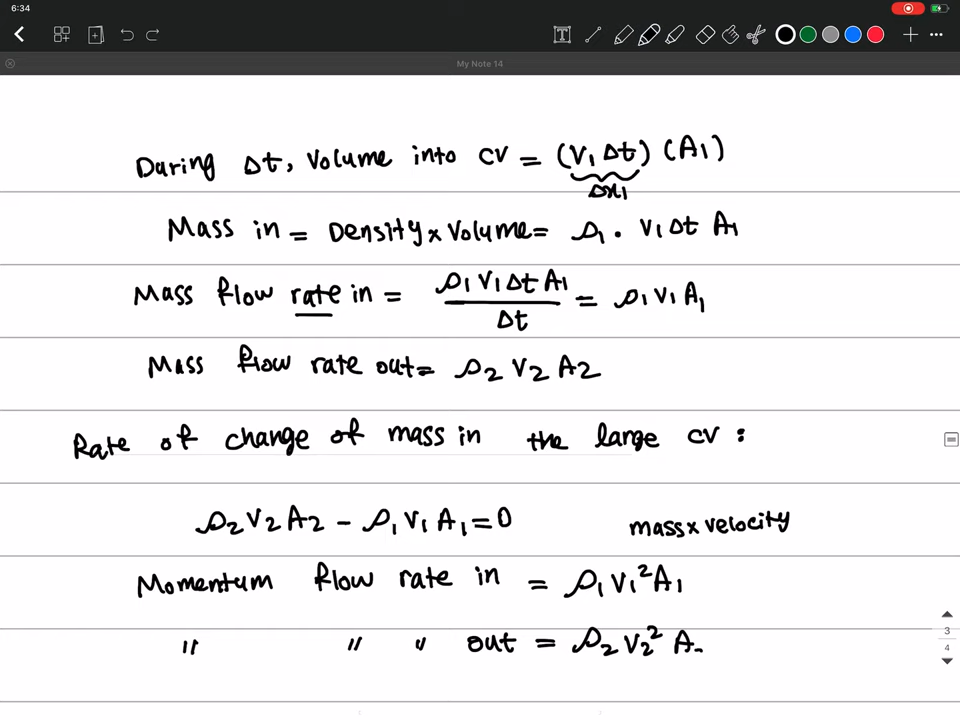 6:34
My Note 14
During Δt, Volume into CV = (V₁ Δt) (A₁)
Δx₁
Mass in = Density × Volume = ρ₁ · V₁ Δt A₁
Mass flow rate in = ρ₁ V₁ Δt A₁ / Δt = ρ₁ V₁ A₁
Mass flow rate out = ρ₂ V₂ A₂
Rate of change of mass in the large CV :
ρ₂ V₂ A₂ – ρ₁ V₁ A₁ = 0
mass × velocity
Momentum flow rate in = ρ₁ V₁² A₁
" " " out = ρ₂ V₂² A
3
4